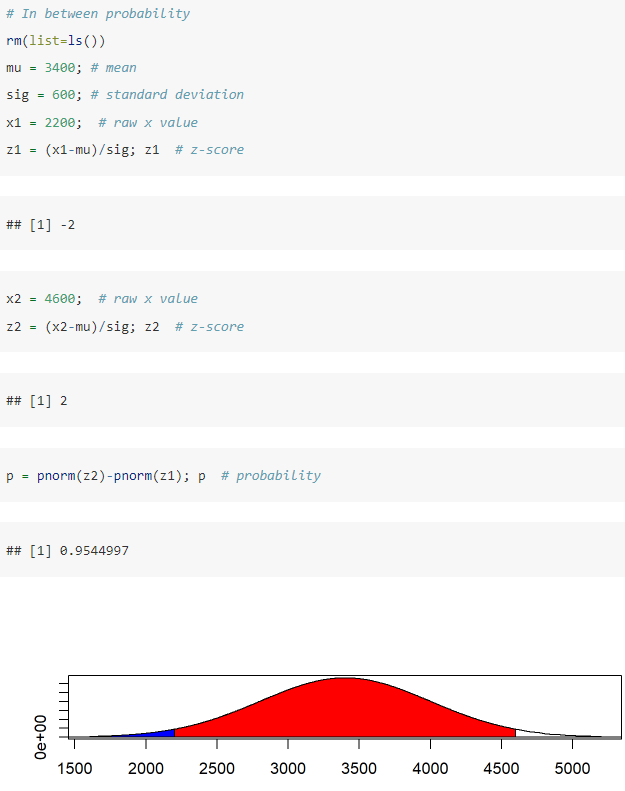 # In between probability
rm(list=ls())
mu = 3400; # mean
sig = 600; # standard deviation
x1 = 2200;  # raw x value
z1 = (x1-mu)/sig; z1  # z-score
## [1] -2
x2 = 4600;  # raw x value
z2 = (x2-mu)/sig; z2  # z-score
## [1] 2
p = pnorm(z2)-pnorm(z1); p  # probability
## [1] 0.9544997
0e+00
1500 2000 2500 3000 3500 4000 4500 5000